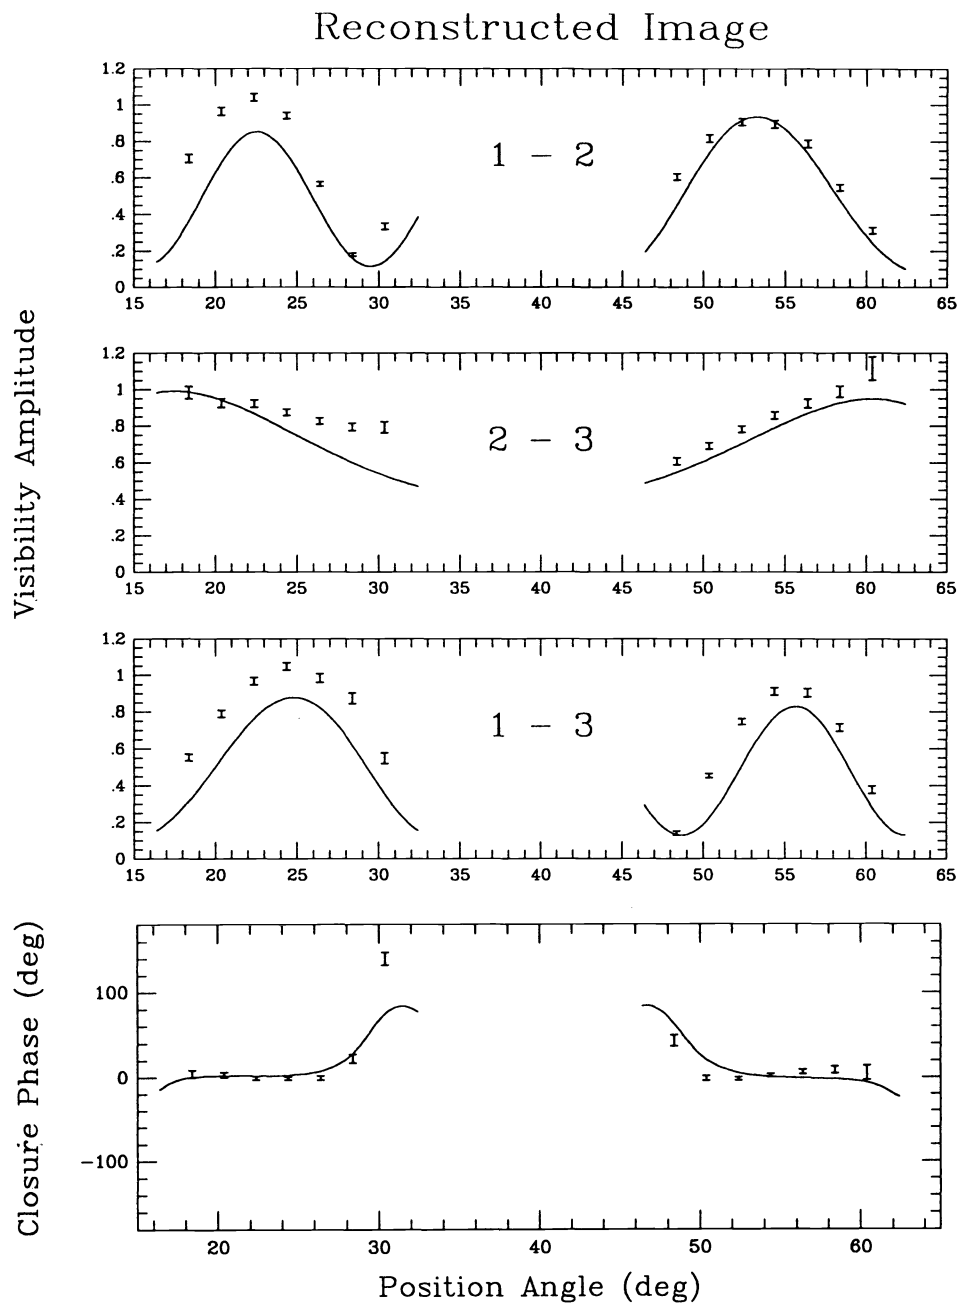 Reconstructed Image
1.2
1
.8
.6
.4
.2
0
1 - 2
15 20 25 30 35 40 45 50 55 60 65
1.2
1
.8
.6
.4
.2
0
2 - 3
15 20 25 30 35 40 45 50 55 60 65
1.2
1
.8
.6
.4
.2
0
1 - 3
15 20 25 30 35 40 45 50 55 60 65
Visibility Amplitude
100
0
-100
20 30 40 50 60
Closure Phase (deg)
Position Angle (deg)